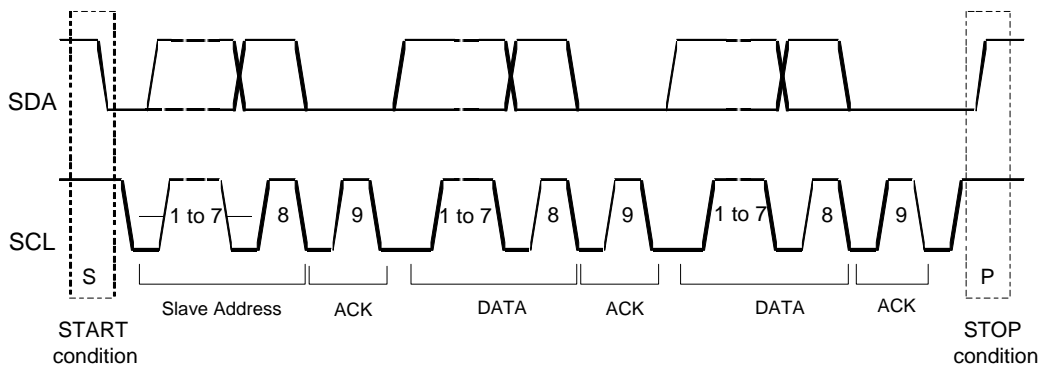 SDA
SCL
1 to 7
8
9
1 to 7
8
9
1 to 7
8
9
S
P
Slave Address
ACK
DATA
ACK
DATA
ACK
START
condition
STOP
condition